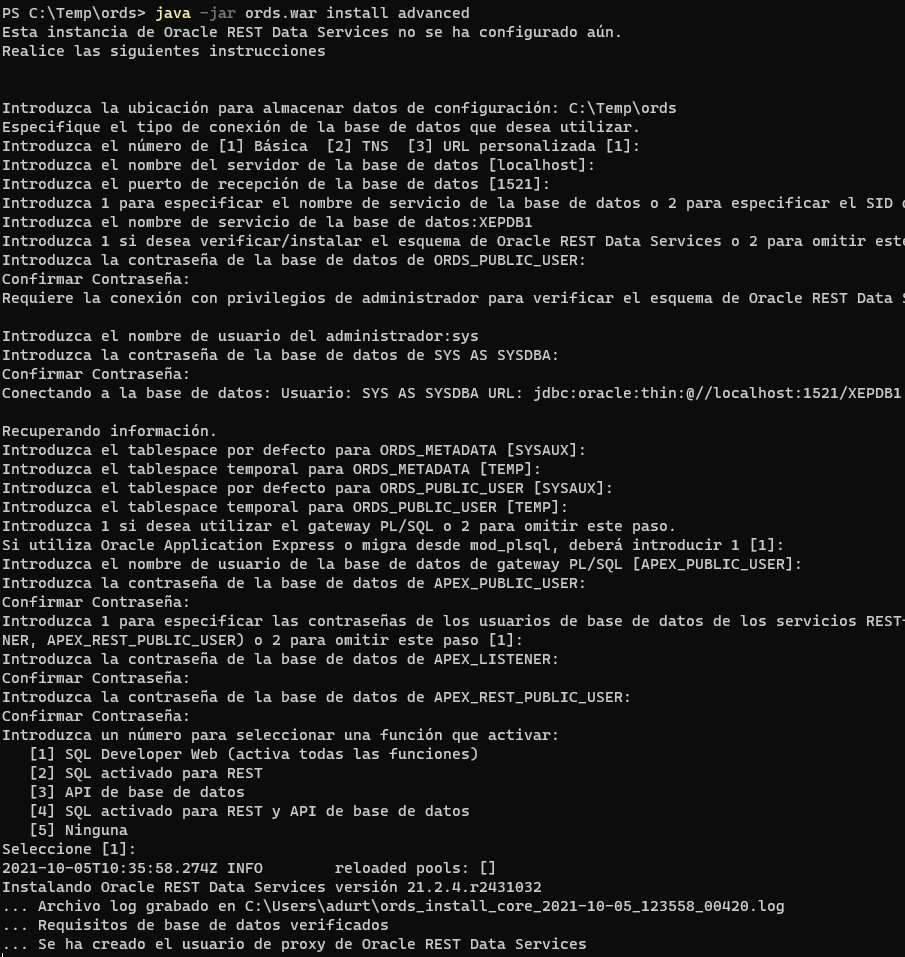 PS C:\Temp\ords> java -jar ords.war install advanced
Esta instancia de Oracle REST Data Services no se ha configurado aún.
Realice las siguientes instrucciones
Introduzca la ubicación para almacenar datos de configuración: C:\Temp\ords
Especifique el tipo de conexión de la base de datos que desea utilizar.
Introduzca el número de [1] Básica  [2] TNS  [3] URL personalizada [1]:
Introduzca el nombre del servidor de la base de datos [localhost]:
Introduzca el puerto de recepción de la base de datos [1521]:
Introduzca 1 para especificar el nombre de servicio de la base de datos o 2 para especificar el SID
Introduzca el nombre de servicio de la base de datos:XEPDB1
Introduzca 1 si desea verificar/instalar el esquema de Oracle REST Data Services o 2 para omitir este
Introduzca la contraseña de la base de datos de ORDS_PUBLIC_USER:
Confirmar Contraseña:
Requiere la conexión con privilegios de administrador para verificar el esquema de Oracle REST Data
Introduzca el nombre de usuario del administrador:sys
Introduzca la contraseña de la base de datos de SYS AS SYSDBA:
Confirmar Contraseña:
Conectando a la base de datos: Usuario: SYS AS SYSDBA URL: jdbc:oracle:thin:@//localhost:1521/XEPDB1
Recuperando información.
Introduzca el tablespace por defecto para ORDS_METADATA [SYSAUX]:
Introduzca el tablespace temporal para ORDS_METADATA [TEMP]:
Introduzca el tablespace por defecto para ORDS_PUBLIC_USER [SYSAUX]:
Introduzca el tablespace temporal para ORDS_PUBLIC_USER [TEMP]:
Introduzca 1 si desea utilizar el gateway PL/SQL o 2 para omitir este paso.
Si utiliza Oracle Application Express o migra desde mod_plsql, deberá introducir 1 [1]:
Introduzca el nombre de usuario de la base de datos de gateway PL/SQL [APEX_PUBLIC_USER]:
Introduzca la contraseña de la base de datos de APEX_PUBLIC_USER:
Confirmar Contraseña:
Introduzca 1 para especificar las contraseñas de los usuarios de base de datos de los servicios REST
NER, APEX_REST_PUBLIC_USER) o 2 para omitir este paso [1]:
Introduzca la contraseña de la base de datos de APEX_LISTENER:
Confirmar Contraseña:
Introduzca la contraseña de la base de datos de APEX_REST_PUBLIC_USER:
Confirmar Contraseña:
Introduzca un número para seleccionar una función que activar:
[1] SQL Developer Web (activa todas las funciones)
[2] SQL activado para REST
[3] API de base de datos
[4] SQL activado para REST y API de base de datos
[5] Ninguna
Seleccione [1]:
2021-10-05T10:35:58.274Z INFO        reloaded pools: []
Instalando Oracle REST Data Services versión 21.2.4.r2431032
... Archivo log grabado en C:\Users\adurt\ords_install_core_2021-10-05_123558_00420.log
... Requisitos de base de datos verificados
... Se ha creado el usuario de proxy de Oracle REST Data Services